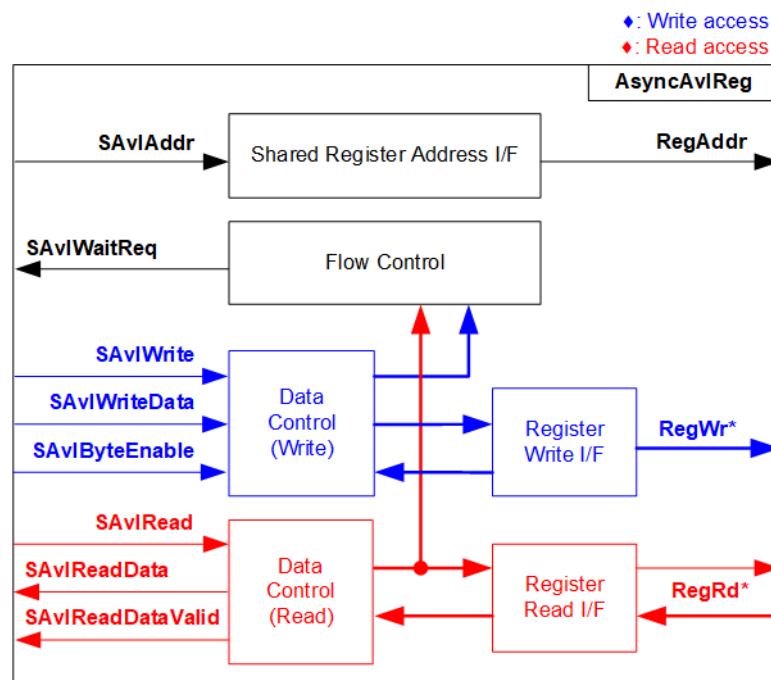 ♦: Write access
♦: Read access
AsyncAvlReg
SAvlAddr
Shared Register Address I/F
RegAddr
SAvlWaitReq
Flow Control
SAvlWrite
SAvlWriteData
SAvlByteEnable
Data
Control
(Write)
Register
Write I/F
RegWr*
SAvlRead
SAvlReadData
SAvlReadDataValid
Data
Control
(Read)
Register
Read I/F
RegRd*